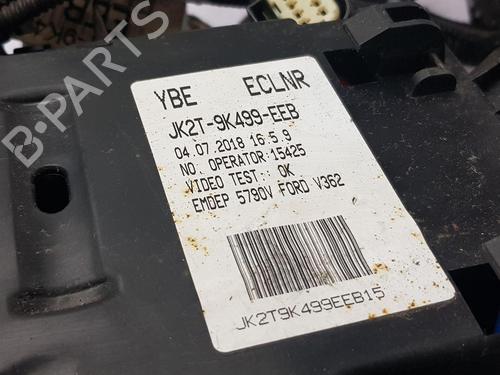 B-PARTS
YBE ECLNR
JK2T-9K499-EEB
04.07.2018 16:5.9
NO. OPERATOR:15425
VIDEO TEST:: OK
EMDEP 5790V FORD V362
JK2T9K499EEB15